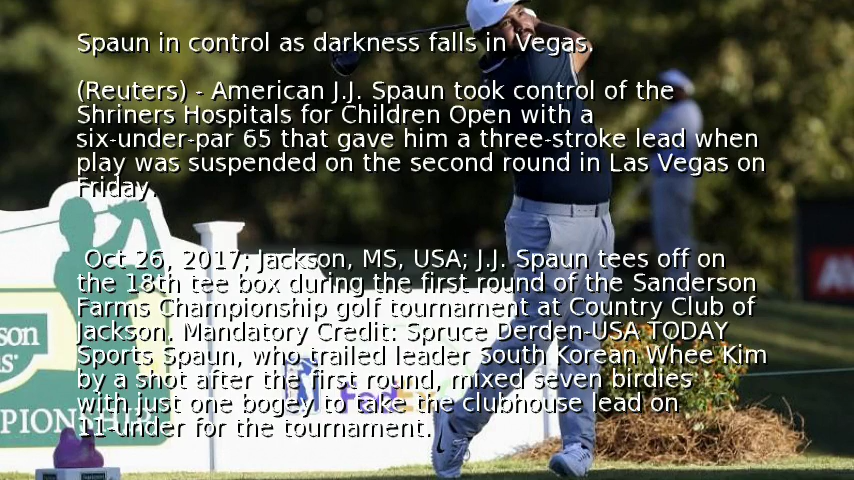 Spaun in control as darkness falls in Vegas.
(Reuters) - American J.J. Spaun took control of the
Shriners Hospitals for Children Open with a
six-under-par 65 that gave him a three-stroke lead when
play was suspended on the second round in Las Vegas on
Friday.
Oct 26, 2017; Jackson, MS, USA; J.J. Spaun tees off on
the 18th tee box during the first round of the Sanderson
Farms Championship golf tournament at Country Club of
Jackson. Mandatory Credit: Spruce Derden-USA TODAY
Sports Spaun, who trailed leader South Korean Whee Kim
by a shot after the first round, mixed seven birdies
with just one bogey to take the clubhouse lead on
11-under for the tournament.